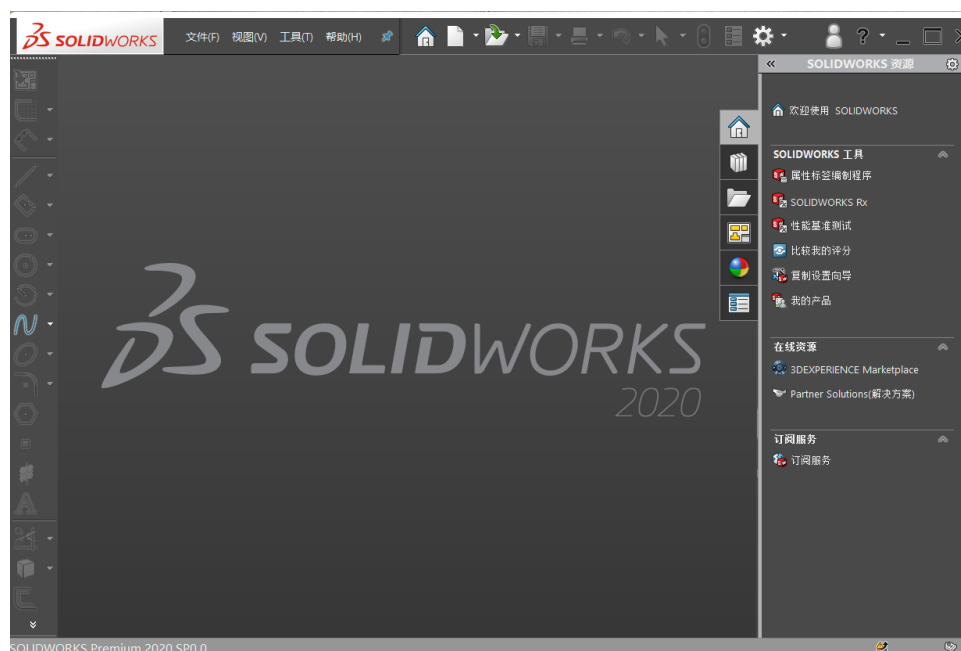 SOLIDWORKS 文件(F) 视图(V) 工具(T) 帮助(H)
SOLIDWORKS 资源
欢迎使用 SOLIDWORKS
SOLIDWORKS 工具
属性标签编制程序
SOLIDWORKS Rx
性能基准测试
比较我的评分
复制设置向导
我的产品
在线资源
3DEXPERIENCE Marketplace
Partner Solutions(解决方案)
订阅服务
订阅服务
SOLIDWORKS
2020
SOLIDWORKS Premium 2020 SP0.0